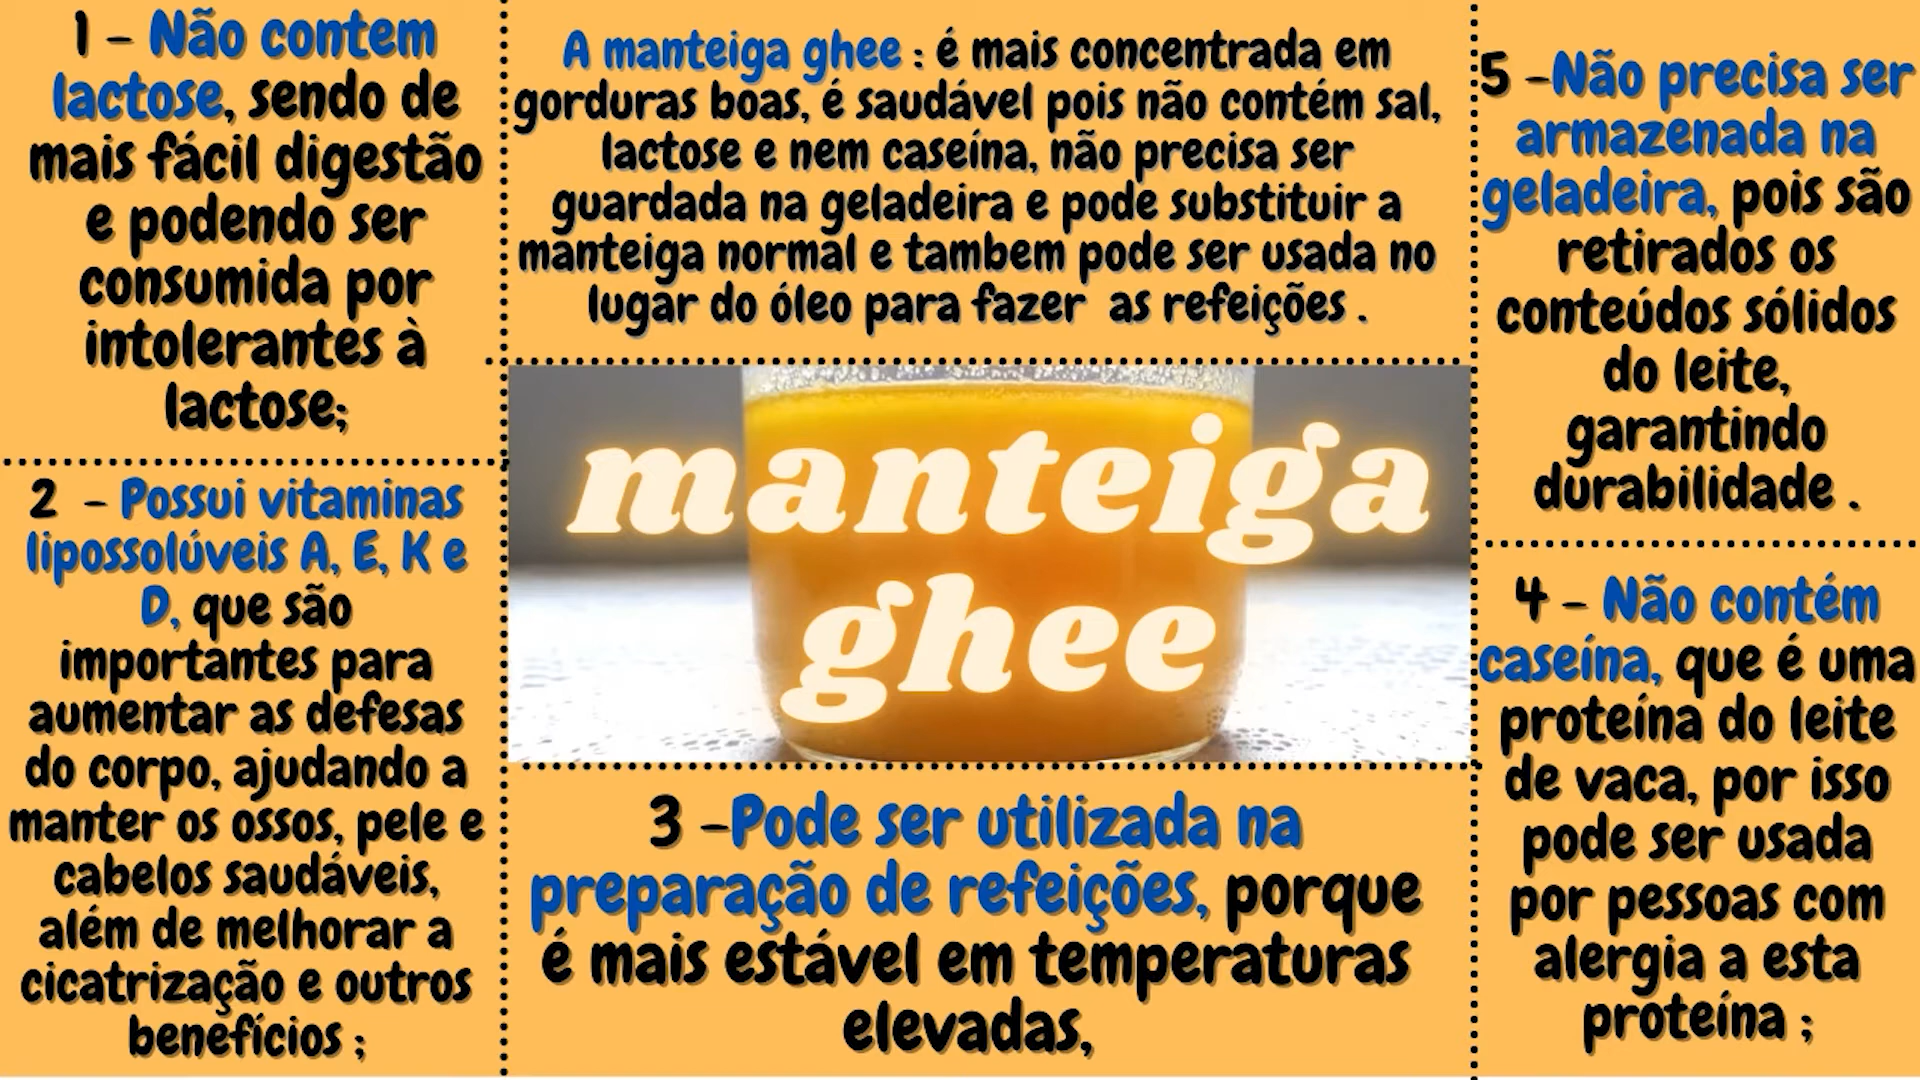 1 - Não contem
lactose, sendo de
mais fácil digestão
e podendo ser
consumida por
intolerantes à
lactose;
2 - Possui vitaminas
lipossolúveis A, E, K e
D, que são
importantes para
aumentar as defesas
do corpo, ajudando a
manter os ossos, pele e
cabelos saudáveis,
além de melhorar a
cicatrização e outros
benefícios ;
A manteiga ghee : é mais concentrada em
gorduras boas, é saudável pois não contém sal,
lactose e nem caseína, não precisa ser
guardada na geladeira e pode substituir a
manteiga normal e tambem pode ser usada no
lugar do óleo para fazer as refeições .
manteiga
ghee
3 -Pode ser utilizada na
preparação de refeições, porque
é mais estável em temperaturas
elevadas,
5 -Não precisa ser
armazenada na
geladeira, pois são
retirados os
conteúdos sólidos
do leite,
garantindo
durabilidade .
4 - Não contém
caseína, que é uma
proteína do leite
de vaca, por isso
pode ser usada
por pessoas com
alergia a esta
proteína ;